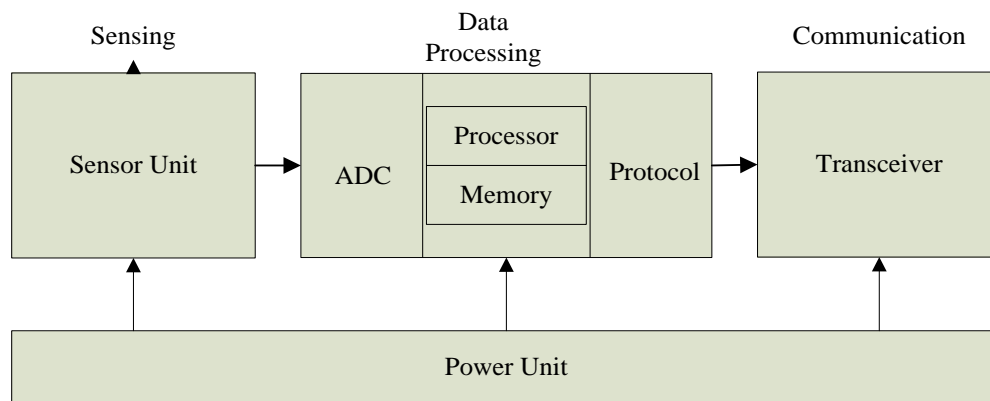 Sensing
Data
Processing
Communication
Sensor Unit
ADC
Processor
Memory
Protocol
Transceiver
Power Unit